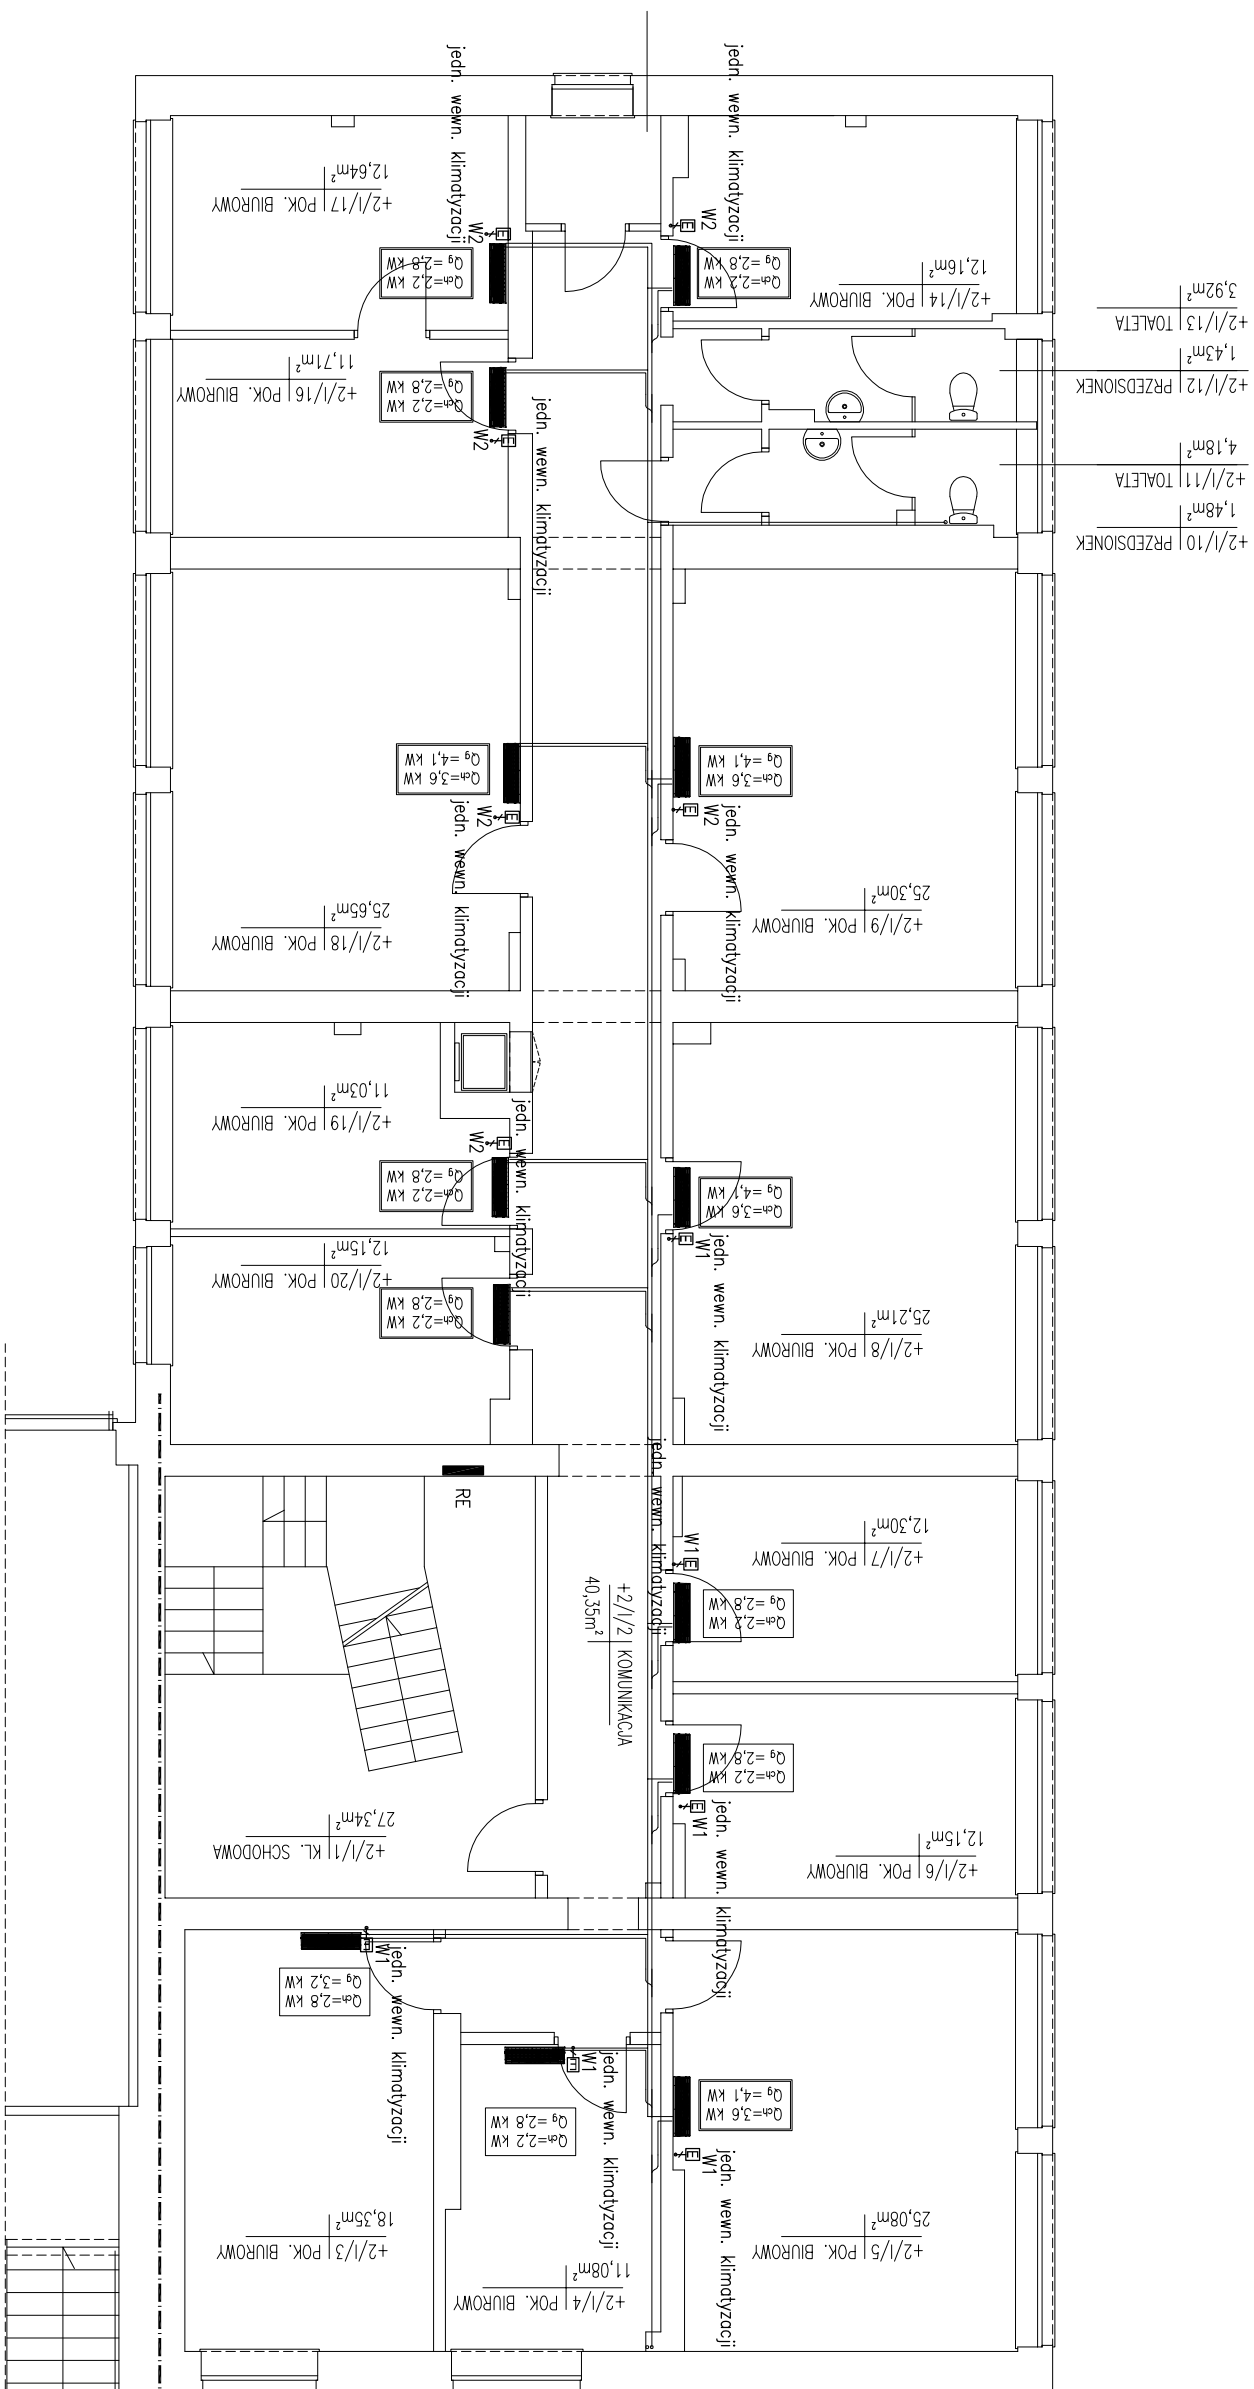 jedn. wewn. klimatyzacji
jedn. wewn. klimatyzacji
+2/I/17 POK. BIUROWY
12,64m²
W2
Qch=2,2 kW
Qg =2,8 kW
W2
Qch=2,2 kW
Qg =2,8 kW
+2/I/14 POK. BIUROWY
12,16m²
+2/I/13 TOALETA
3,92m²
+2/I/12 PRZEDSIONEK
1,43m²
+2/I/11 TOALETA
4,18m²
+2/I/10 PRZEDSIONEK
1,48m²
+2/I/16 POK. BIUROWY
11,71m²
Qch=2,2 kW
Qg =2,8 kW
W2
jedn. wewn. klimatyzacji
Qch=3,6 kW
Qg =4,1 kW
W2
jedn. wewn. klimatyzacji
+2/I/18 POK. BIUROWY
25,65m²
Qch=3,6 kW
Qg =4,1 kW
W2
jedn. wewn. klimatyzacji
+2/I/9 POK. BIUROWY
25,30m²
+2/I/19 POK. BIUROWY
11,03m²
W2
jedn. wewn. klimatyzacji
Qch=2,2 kW
Qg =2,8 kW
Qch=3,6 kW
Qg =4,1 kW
W1
jedn. wewn. klimatyzacji
+2/I/20 POK. BIUROWY
12,15m²
Qch=2,2 kW
Qg =2,8 kW
+2/I/8 POK. BIUROWY
25,21m²
RE
jedn. wewn. klimatyzacji
W1
+2/I/7 POK. BIUROWY
12,30m²
Qch=2,2 kW
Qg =2,8 kW
+2/I/2 KOMUNIKACJA
40,35m²
Qch=2,2 kW
Qg =2,8 kW
W1
jedn. wewn. klimatyzacji
+2/I/6 POK. BIUROWY
12,15m²
+2/I/1 KL. SCHODOWA
27,34m²
W1
jedn. wewn. klimatyzacji
Qch=2,8 kW
Qg =3,2 kW
W1
jedn. wewn. klimatyzacji
Qch=2,2 kW
Qg =2,8 kW
Qch=3,6 kW
Qg =4,1 kW
W1
jedn. wewn. klimatyzacji
+2/I/3 POK. BIUROWY
18,35m²
+2/I/4 POK. BIUROWY
11,08m²
+2/I/5 POK. BIUROWY
25,08m²
E
E
E
E
E
E
E
E
E
E
E
E